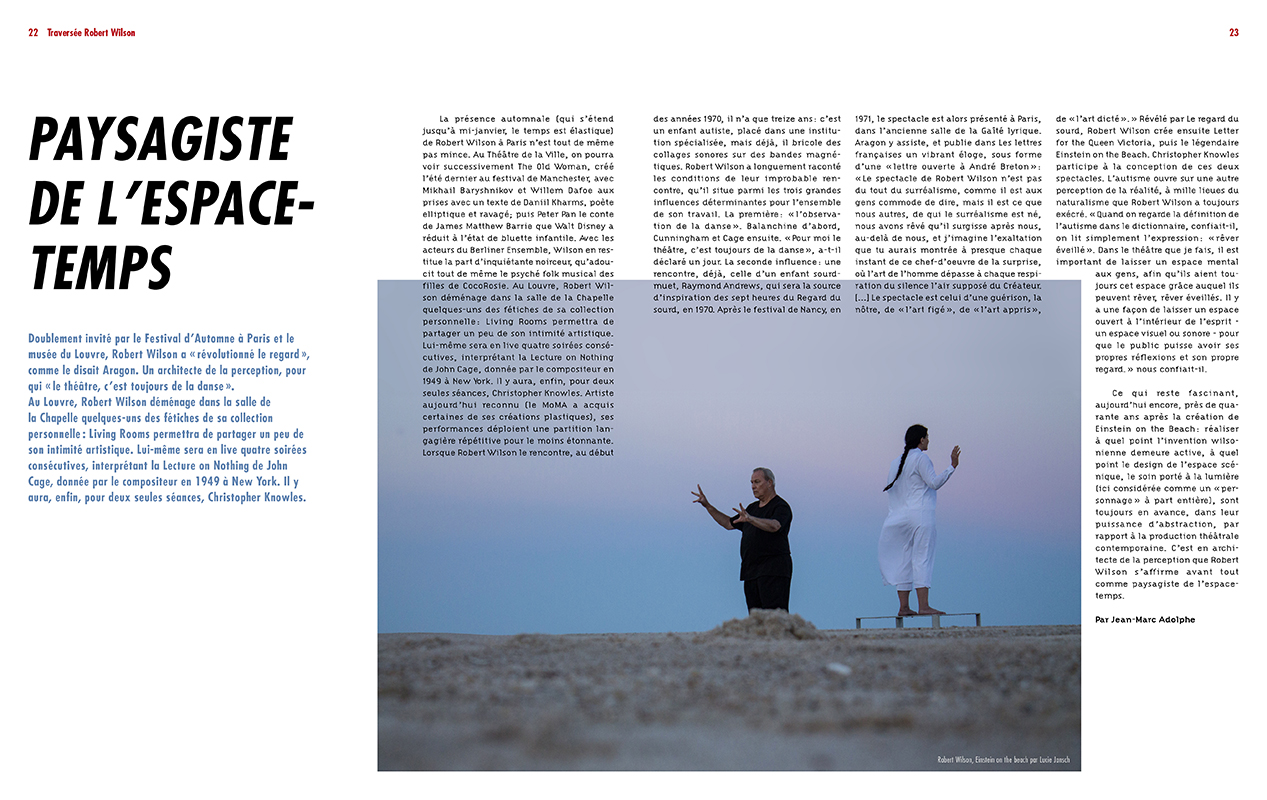 22 Traversée Robert Wilson
23
PAYSAGISTE
DE L'ESPACE-
TEMPS
Doublement invité par le Festival d'Automne à Paris et le
musée du Louvre, Robert Wilson a « révolutionné le regard »,
comme le disait Aragon. Un architecte de la perception, pour
qui « le théâtre, c'est toujours de la danse ».
Au Louvre, Robert Wilson déménage dans la salle de
la Chapelle quelques-uns des fétiches de sa collection
personnelle : Living Rooms permettra de partager un peu de
son intimité artistique. Lui-même sera en live quatre soirées
consécutives, interprétant la Lecture on Nothing de John
Cage, donnée par le compositeur en 1949 à New York. Il y
aura, enfin, pour deux seules séances, Christopher Knowles.
La présence automnale (qui s'étend
jusqu'à mi-janvier, le temps est élastique)
de Robert Wilson à Paris n'est tout de même
pas mince. Au Théâtre de la Ville, on pourra
voir successivement The Old Woman, créé
l'été dernier au festival de Manchester, avec
Mikhail Baryshnikov et Willem Dafoe aux
prises avec un texte de Daniil Kharms, poète
elliptique et ravagé ; puis Peter Pan le conte
de James Matthew Barrie que Walt Disney a
réduit à l'état de bluette infantile. Avec les
acteurs du Berliner Ensemble, Wilson en res-
titue la part d'inquiétante noirceur, qu'adou-
cit tout de même le psyché folk musical des
filles de CocoRosie. Au Louvre, Robert Wil-
son déménage dans la salle de la Chapelle
quelques-uns des fétiches de sa collection
personnelle : Living Rooms permettra de
partager un peu de son intimité artistique.
Lui-même sera en live quatre soirées consé-
cutives, interprétant la Lecture on Nothing
de John Cage, donnée par le compositeur en
1949 à New York. Il y aura, enfin, pour deux
seules séances, Christopher Knowles. Artiste
aujourd'hui reconnu (le MoMA a acquis
certaines de ses créations plastiques), ses
performances déploient une partition lan-
gagière répétitive pour le moins étonnante.
Lorsque Robert Wilson le rencontre, au début
des années 1970, il n'a que treize ans : c'est
un enfant autiste, placé dans une institu-
tion spécialisée, mais déjà, il bricole des
collages sonores sur des bandes magné-
tiques. Robert Wilson a longuement raconté
les conditions de leur improbable ren-
contre, qu'il situe parmi les trois grandes
influences déterminantes pour l'ensemble
de son travail. La première : « l'observa-
tion de la danse ». Balanchine d'abord,
Cunningham et Cage ensuite. « Pour moi le
théâtre, c'est toujours de la danse », a-t-il
déclaré un jour. La seconde influence : une
rencontre, déjà, celle d'un enfant sourd-
muet, Raymond Andrews, qui sera la source
d'inspiration des sept heures du Regard du
sourd, en 1970. Après le festival de Nancy, en
1971, le spectacle est alors présenté à Paris,
dans l'ancienne salle de la Gaîté lyrique.
Aragon y assiste, et publie dans Les lettres
françaises un vibrant éloge, sous forme
d'une « lettre ouverte à André Breton » :
« Le spectacle de Robert Wilson n'est pas
du tout du surréalisme, comme il est aux
gens commode de dire, mais il est ce que
nous autres, de qui le surréalisme est né,
nous avons rêvé qu'il surgisse après nous,
au-delà de nous, et j'imagine l'exaltation
que tu aurais montrée à presque chaque
instant de ce chef-d'oeuvre de la surprise,
où l'art de l'homme dépasse à chaque respi-
ration du silence l'air supposé du Créateur.
[...] Le spectacle est celui d'une guérison, la
nôtre, de « l'art figé », de « l'art appris »,
de « l'art dicté ». » Révélé par Le regard du
sourd, Robert Wilson crée ensuite Letter
for the Queen Victoria, puis le légendaire
Einstein on the Beach. Christopher Knowles
participe à la conception de ces deux
spectacles. L'autisme ouvre sur une autre
perception de la réalité, à mille lieues du
naturalisme que Robert Wilson a toujours
exécré. « Quand on regarde la définition de
l'autisme dans le dictionnaire, confiait-il,
on lit simplement l'expression : « rêver
éveillé ». Dans le théâtre que je fais, il est
important de laisser un espace mental
aux gens, afin qu'ils aient tou-
jours cet espace grâce auquel ils
peuvent rêver, rêver éveillés. Il y
a une façon de laisser un espace
ouvert à l'intérieur de l'esprit -
un espace visuel ou sonore - pour
que le public puisse avoir ses
propres réflexions et son propre
regard. » nous confiait-il.
Ce qui reste fascinant,
aujourd'hui encore, près de qua-
rante ans après la création de
Einstein on the Beach : réaliser
à quel point l'invention wilso-
nienne demeure active, à quel
point le design de l'espace scé-
nique, le soin porté à la lumière
(ici considérée comme un « per-
sonnage » à part entière), sont
toujours en avance, dans leur
puissance d'abstraction, par
rapport à la production théâtrale
contemporaine. C'est en archi-
tecte de la perception que Robert
Wilson s'affirme avant tout
comme paysagiste de l'espace-
temps.
Par Jean-Marc Adolphe
Robert Wilson, Einstein on the beach par Lucie Jansch